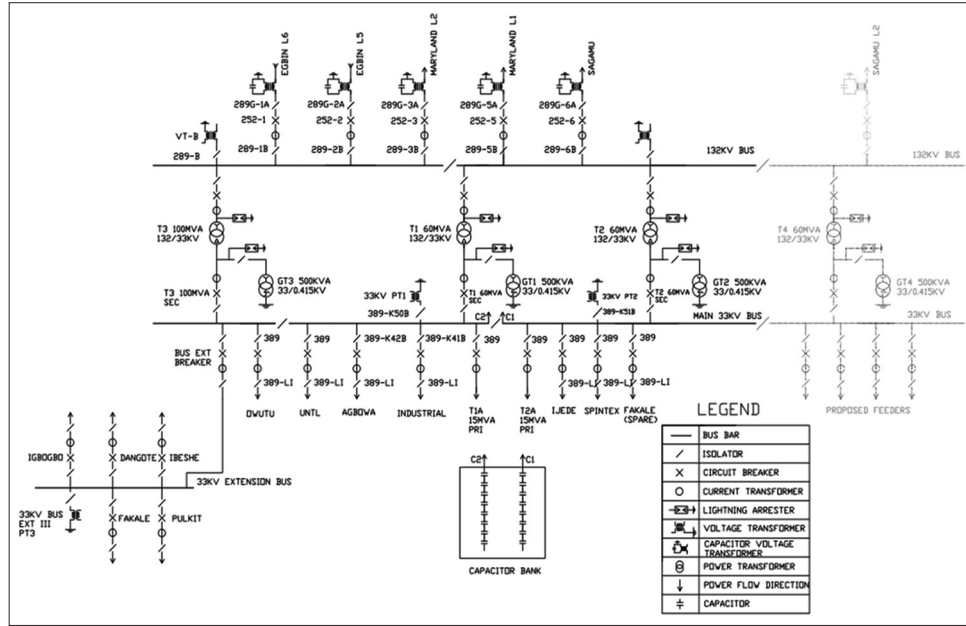 EGBIN L6
EGBIN L5
MARYLAND L2
MARYLAND L1
SAGAMU
SAGAMU L2
289G-1A
289G-2A
289G-3A
289G-5A
289G-6A
252-1
252-2
252-3
252-5
252-6
VT-B
289-B
289-1B
289-2B
289-3B
289-5B
289-6B
132KV BUS
132KV BUS
T3 100MVA
132/33KV
T1 60MVA
132/33KV
T2 60MVA
132/33KV
T4 60MVA
132/33KV
GT3 500KVA
33/0.415KV
GT1 500KVA
33/0.415KV
GT2 500KVA
33/0.415KV
GT4 500KVA
33/0.415KV
T3 100MVA
SEC
33KV PT1
T1 60MVA
SEC
33KV PT2
T2 60MVA
SEC
389-K50B
C2
C1
389-K51B
MAIN 33KV BUS
33KV BUS
BUS EXT
BREAKER
389
389
389-K42B
389-K41B
389
389
389
389
389
389-LI
389-LI
389-LI
389-LI
389-LI
389-LI
OWUTU
UNTL
AGBOWA
INDUSTRIAL
T1A
15MVA
PRI
T2A
15MVA
PRI
IJEDE
SPINTEX
FAKALE
(SPARE)
PROPOSED FEEDERS
IGBOGBO
DANGOTE
IBESHE
33KV EXTENSION BUS
33KV BUS
EXT III
PT3
FAKALE
PULKIT
C2
C1
CAPACITOR BANK
LEGEND
BUS BAR
ISOLATOR
CIRCUIT BREAKER
CURRENT TRANSFORMER
LIGHTNING ARRESTER
VOLTAGE TRANSFORMER
CAPACITOR VOLTAGE
TRANSFORMER
POWER TRANSFORMER
POWER FLOW DIRECTION
CAPACITOR